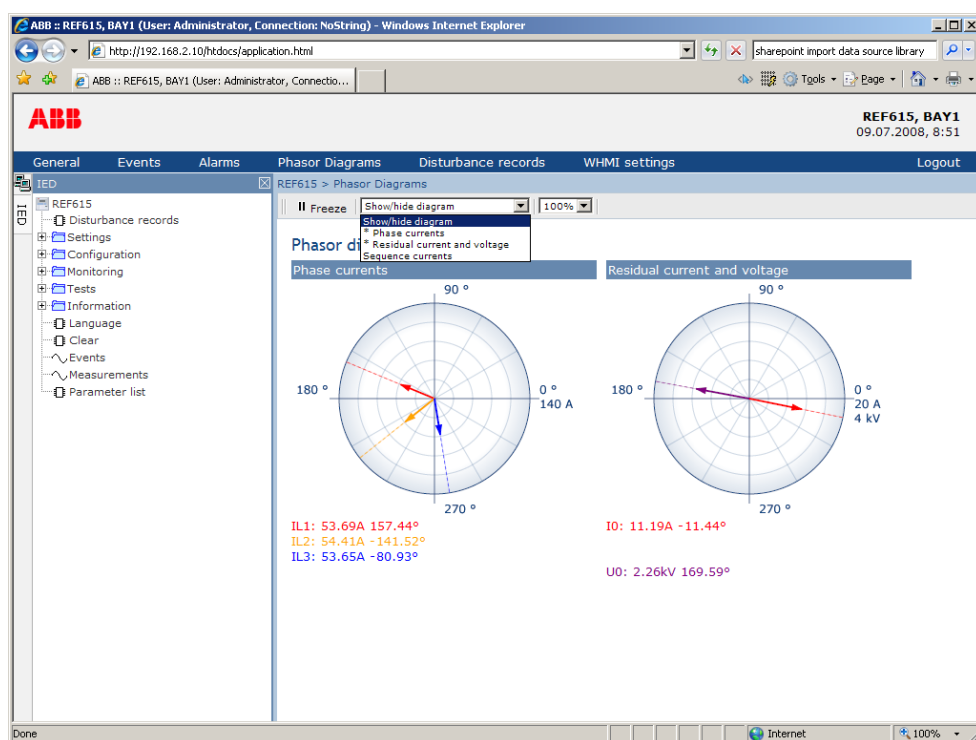 ABB :: REF615, BAY1 (User: Administrator, Connection: NoString) - Windows Internet Explorer
http://192.168.2.10/htdocs/application.html
sharepoint import data source library
ABB :: REF615, BAY1 (User: Administrator, Connectio...
Tools
Page
ABB
REF615, BAY1
09.07.2008, 8:51
General Events Alarms Phasor Diagrams Disturbance records WHMI settings Logout
IED
IED
REF615 > Phasor Diagrams
REF615
Disturbance records
Settings
Configuration
Monitoring
Tests
Information
Language
Clear
Events
Measurements
Parameter list
Freeze
Show/hide diagram
100%
Show/hide diagram
* Phase currents
* Residual current and voltage
Sequence currents
Phasor di
Phase currents
90 °
180 °
0 °
140 A
270 °
IL1: 53.69A 157.44°
IL2: 54.41A -141.52°
IL3: 53.65A -80.93°
Residual current and voltage
90 °
180 °
0 °
20 A
4 kV
270 °
I0: 11.19A -11.44°
U0: 2.26kV 169.59°
Done
Internet
100%